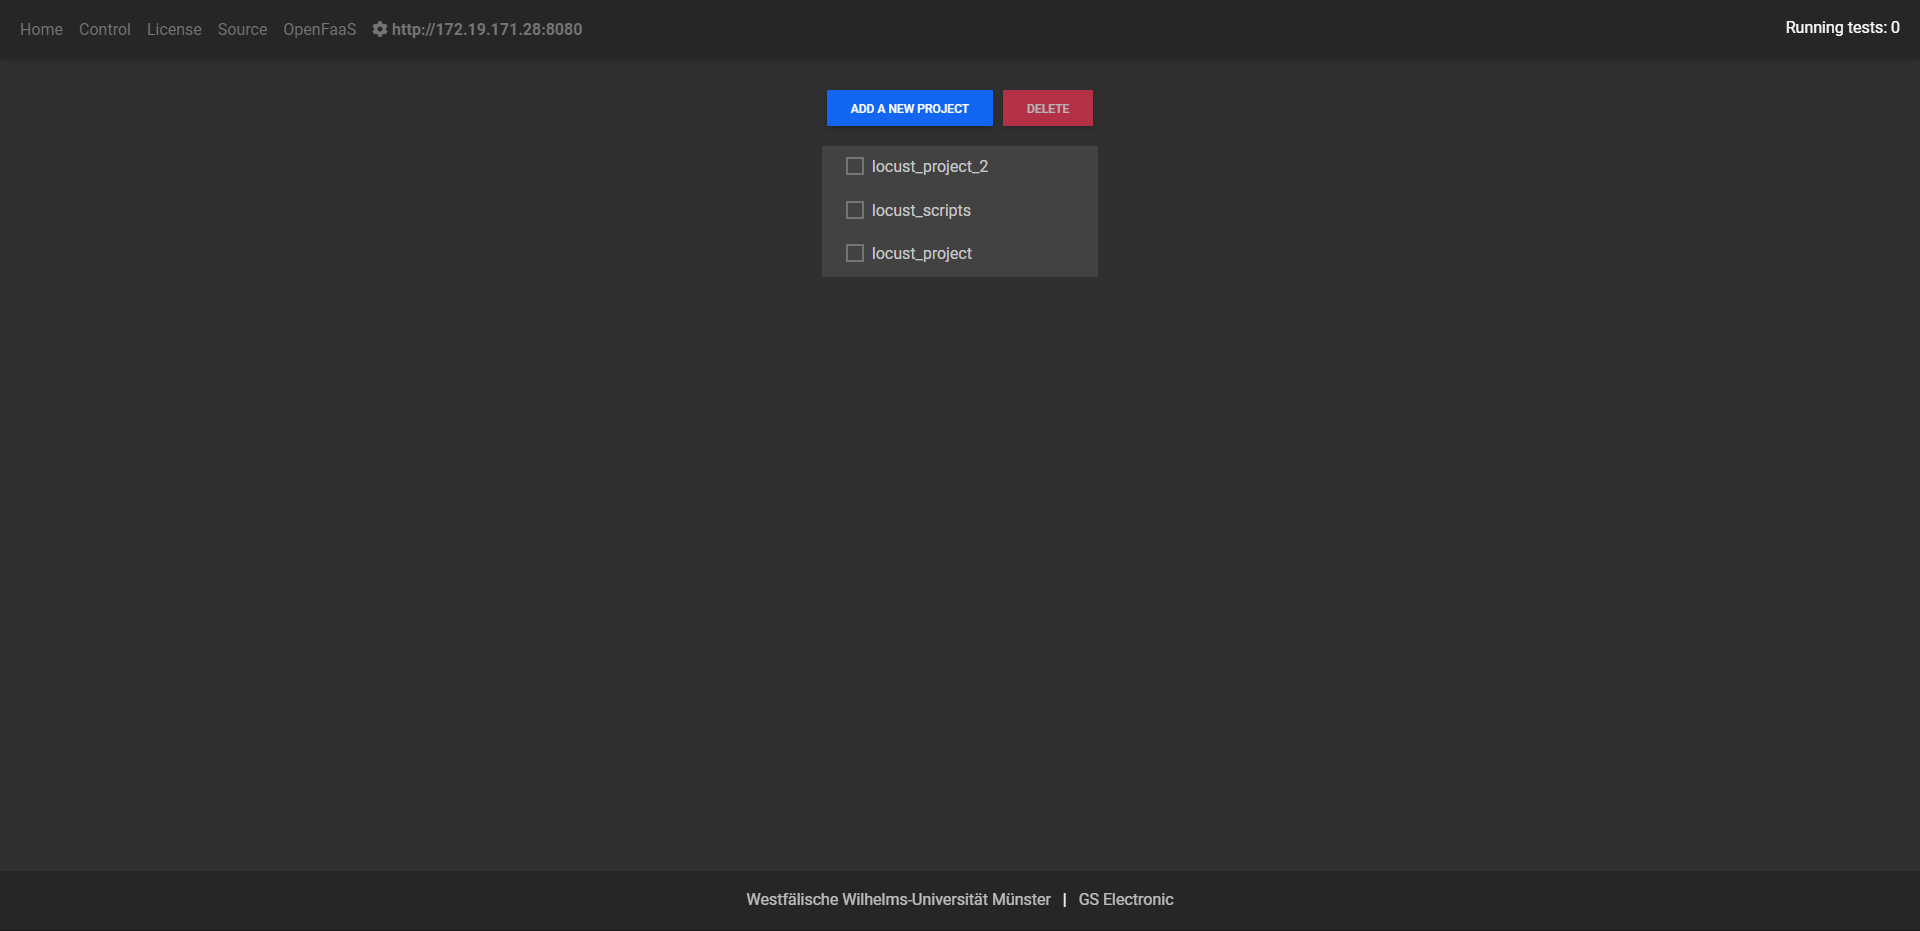 Home Control License Source OpenFaaS http://172.19.171.28:8080 Running tests: 0
ADD A NEW PROJECT DELETE
locust_project_2
locust_scripts
locust_project
Westfälische Wilhelms-Universität Münster | GS Electronic